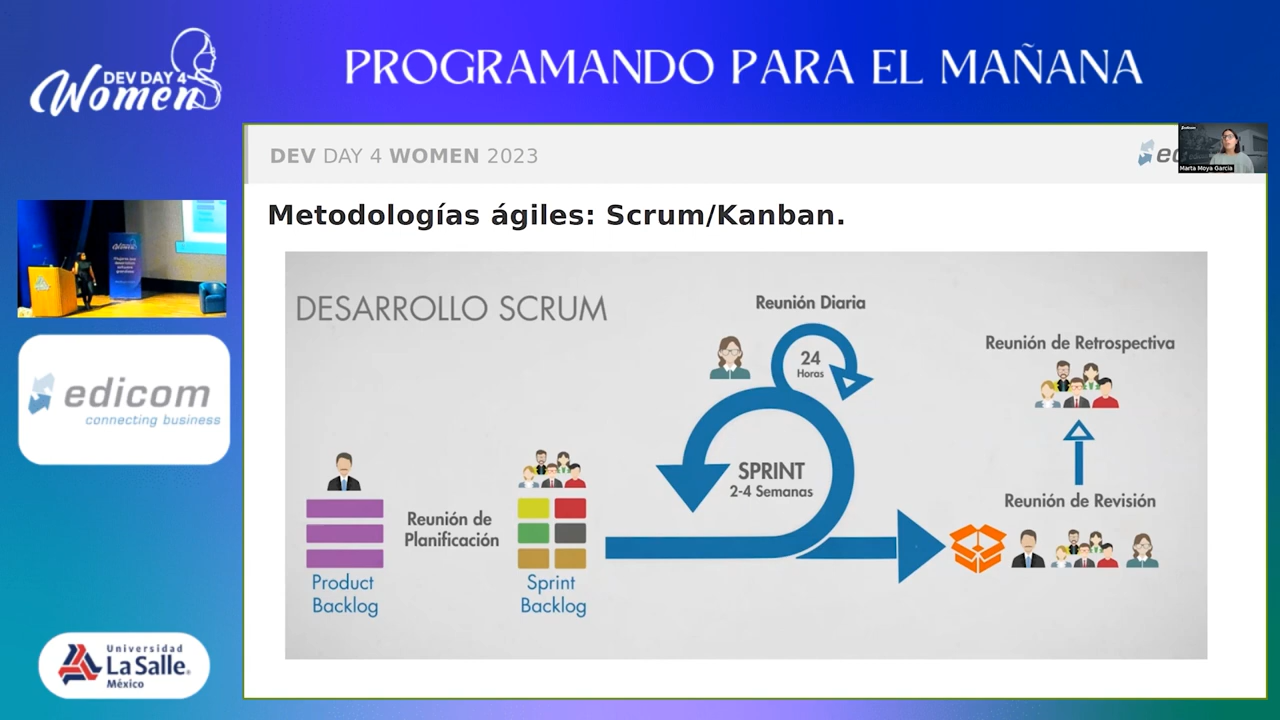 DEV DAY 4
Women
PROGRAMANDO PARA EL MAÑANA
DEV DAY 4 WOMEN 2023
Marta Moya Garcia
Metodologías ágiles: Scrum/Kanban.
DESARROLLO SCRUM
Reunión Diaria
24
Horas
Reunión de Retrospectiva
SPRINT
2-4 Semanas
Reunión de Revisión
Reunión de
Planificación
Product
Backlog
Sprint
Backlog
edicom
connecting business
Universidad
La Salle
México